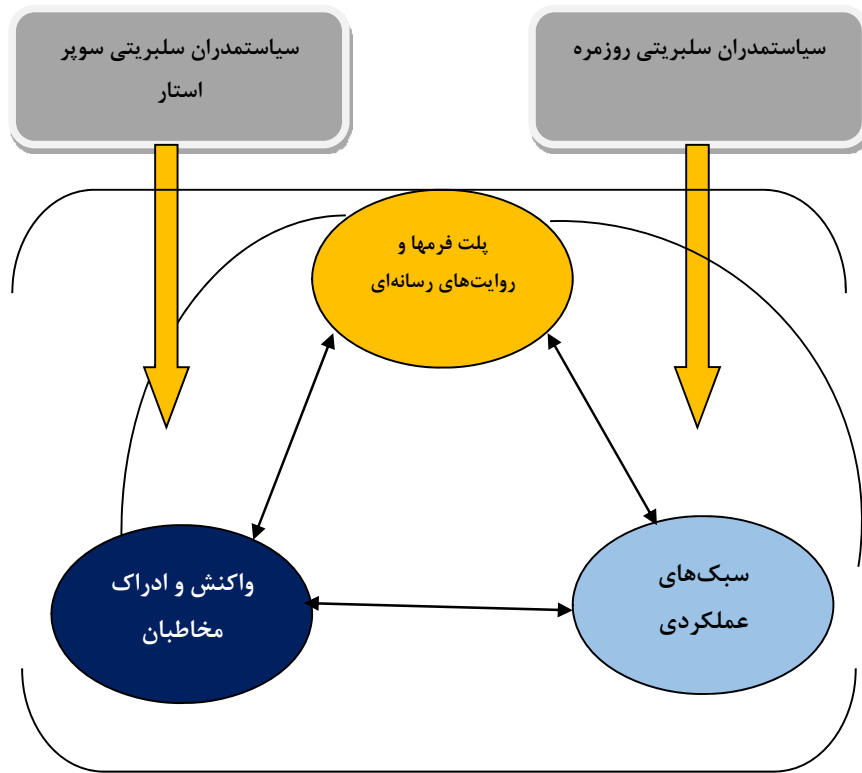 سیاستمدران سلبریتی روزمره
سیاستمدران سلبریتی سوپر
استار
پلت فرمها و
روایت‌های رسانه‌ای
سبک‌های
عملکردی
واکنش و ادراک
مخاطبان